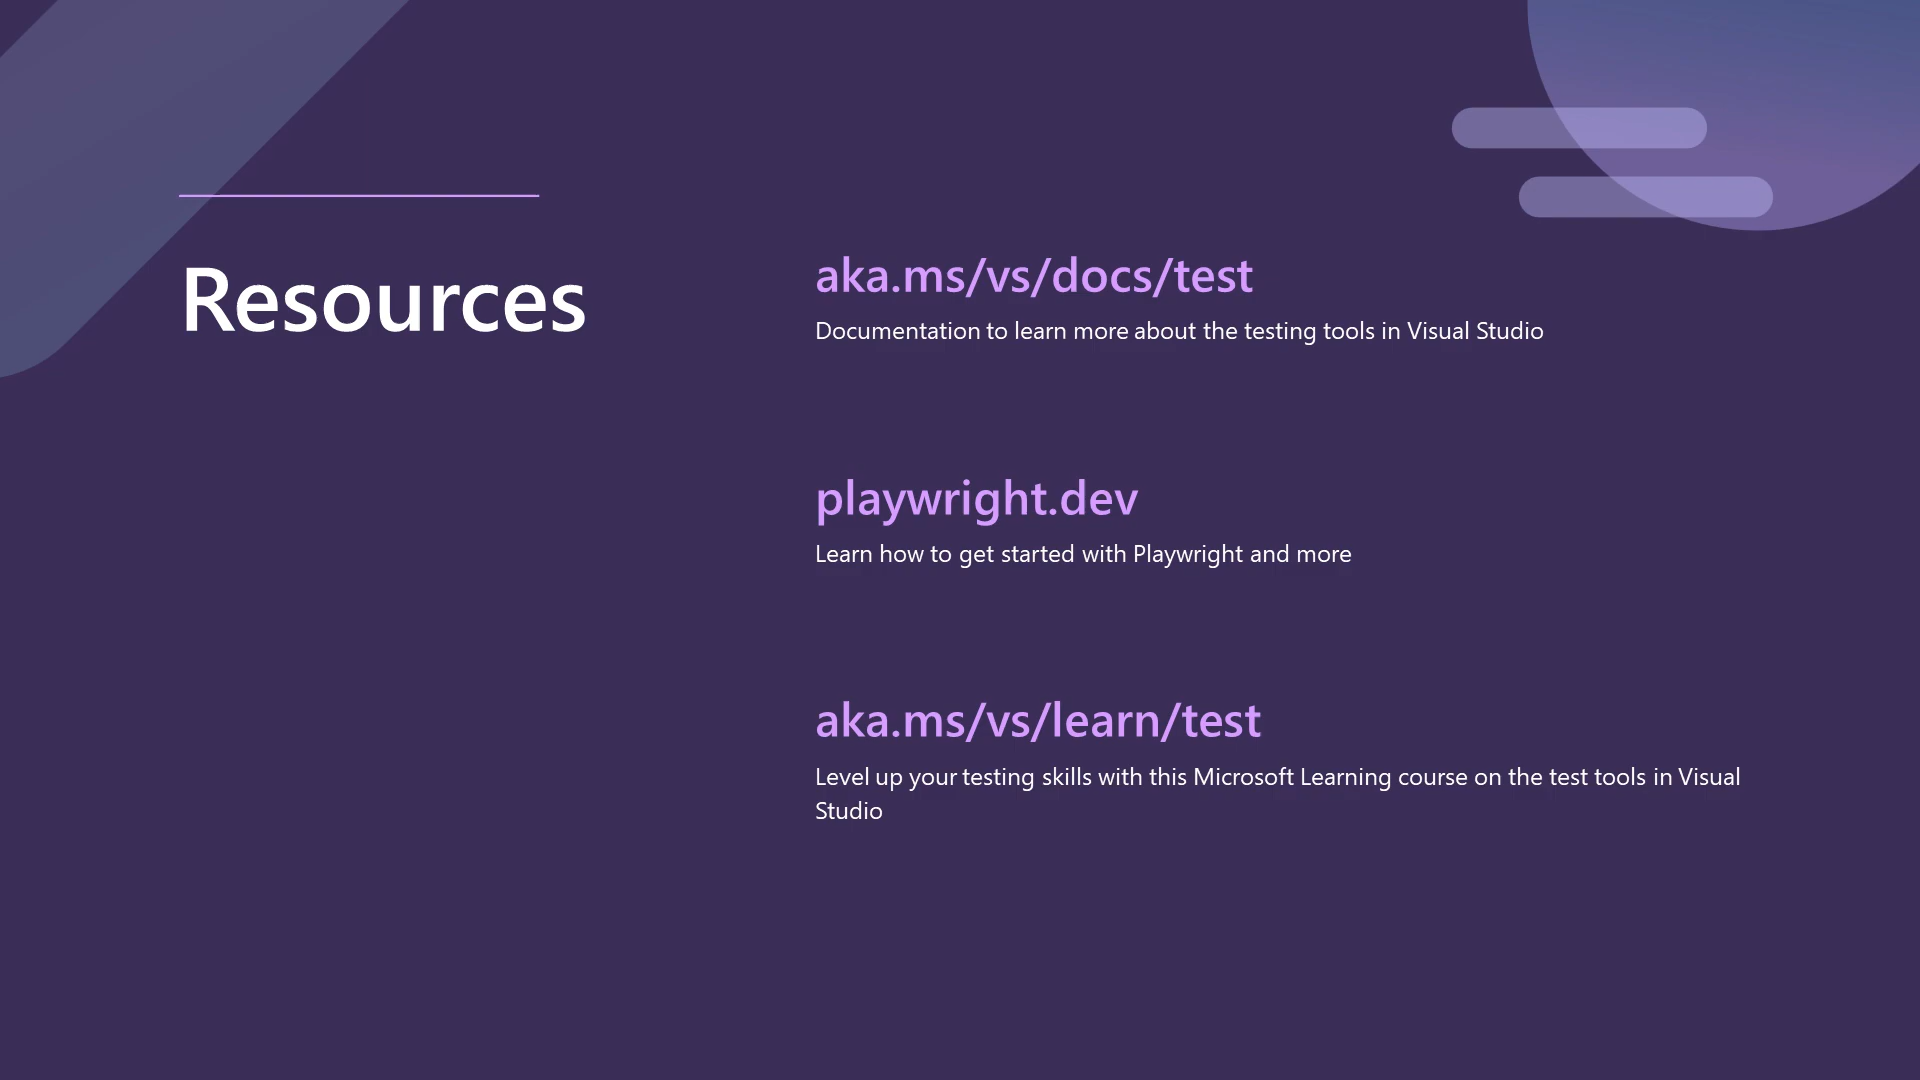 Resources
aka.ms/vs/docs/test
Documentation to learn more about the testing tools in Visual Studio
playwright.dev
Learn how to get started with Playwright and more
aka.ms/vs/learn/test
Level up your testing skills with this Microsoft Learning course on the test tools in Visual
Studio